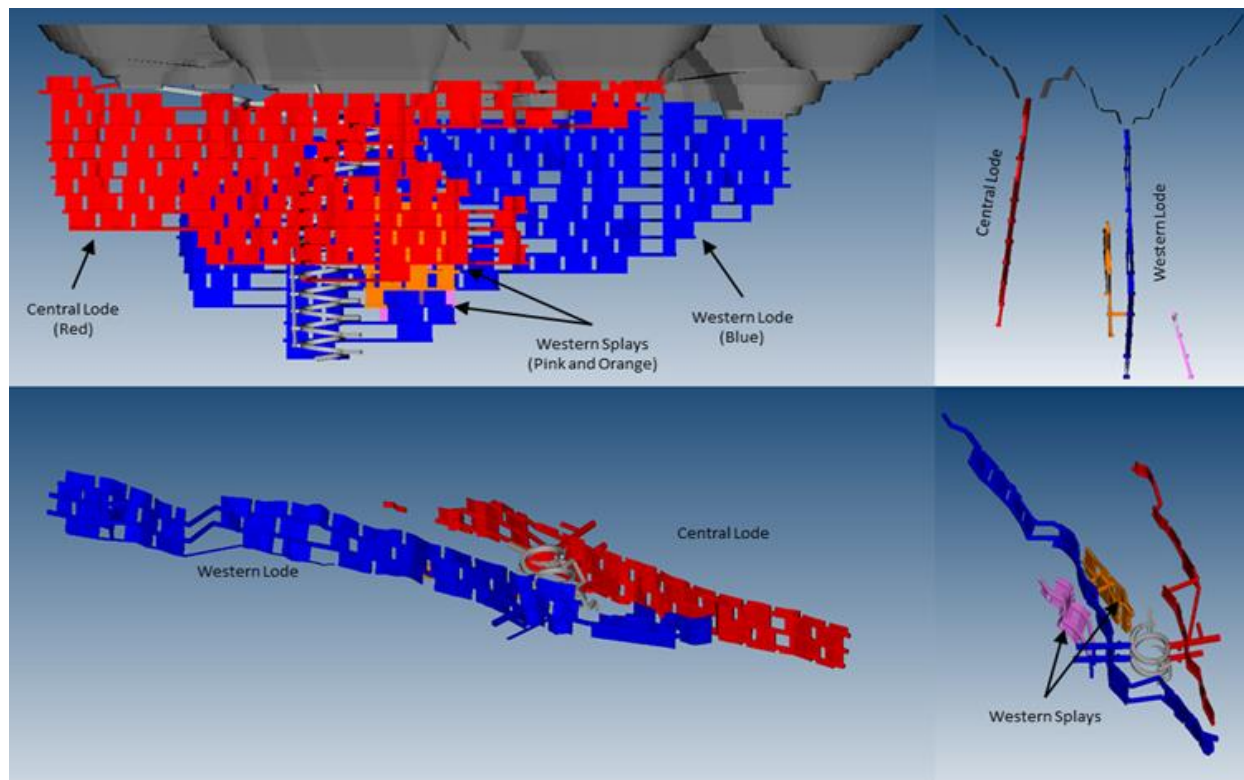 Central Lode
(Red)
Western Splays
(Pink and Orange)
Western Lode
(Blue)
Central Lode
Western Lode
Central Lode
Western Lode
Western Splays